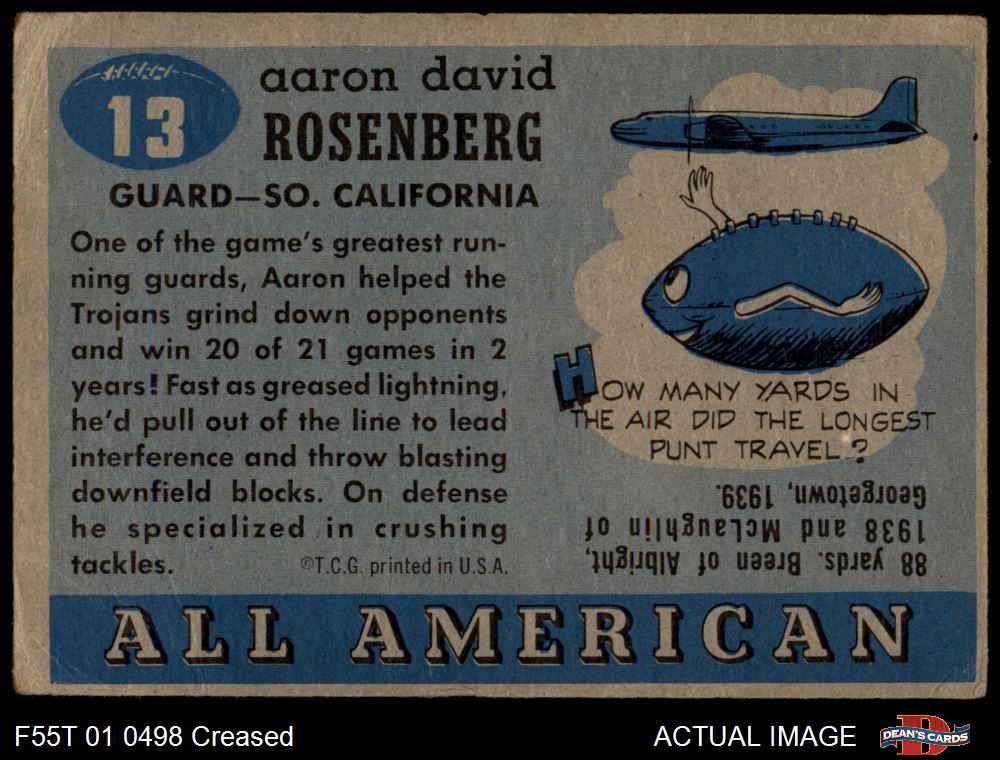 13
aaron david
ROSENBERG
GUARD—SO. CALIFORNIA
One of the game's greatest run-
ning guards, Aaron helped the
Trojans grind down opponents
and win 20 of 21 games in 2
years! Fast as greased lightning,
he'd pull out of the line to lead
interference and throw blasting
downfield blocks. On defense
he specialized in crushing
tackles.
©T.C.G. printed in U.S.A.
HOW MANY YARDS IN
THE AIR DID THE LONGEST
PUNT TRAVEL?
88 yards. Breen of Albright,
1938 and McLaughlin of
Georgetown, 1939.
ALL AMERICAN
F55T 01 0498 Creased
ACTUAL IMAGE
D
DEAN'S CARDS